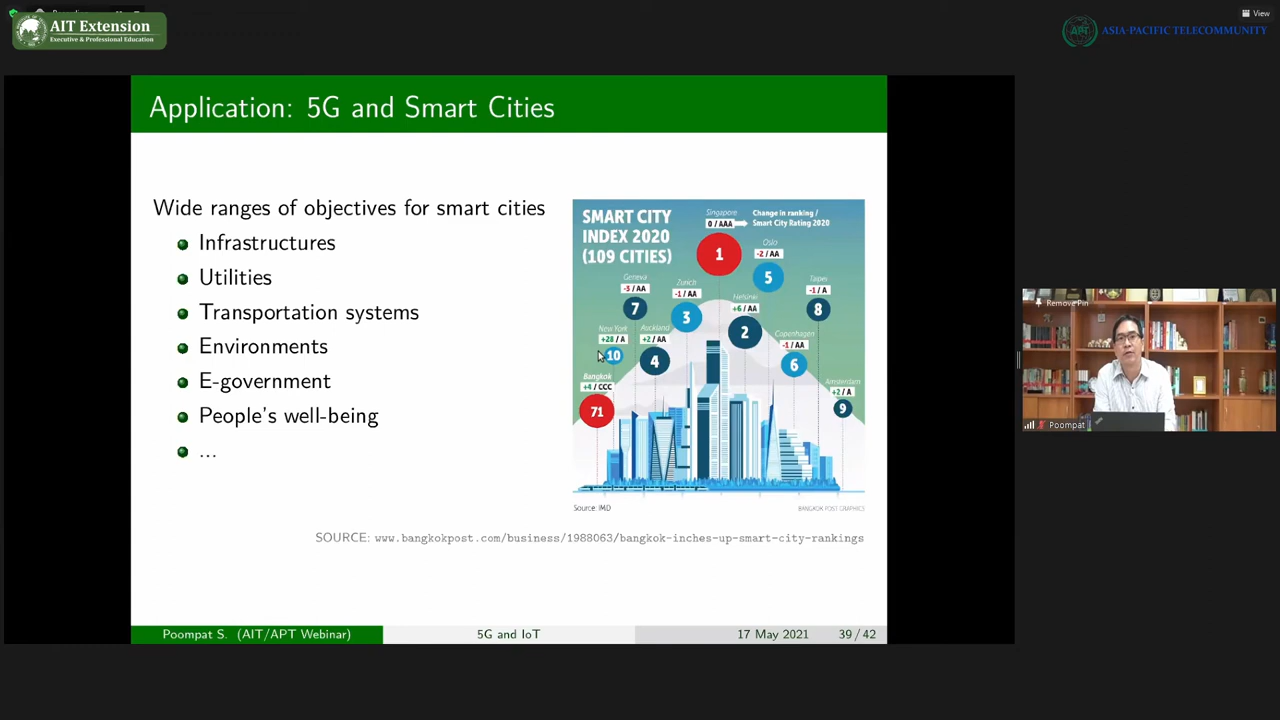 AIT Extension
Executive & Professional Education
View
ASIA-PACIFIC TELECOMMUNITY
APT
Application: 5G and Smart Cities
Wide ranges of objectives for smart cities
Infrastructures
Utilities
Transportation systems
Environments
E-government
People's well-being
...
SMART CITY
INDEX 2020
(109 CITIES)
Singapore
0 / AAA
Change in ranking /
Smart City Rating 2020
1
Oslo
-2 / AA
5
Geneva
-3 / AA
7
Zurich
-1 / AA
3
Helsinki
+6 / AA
2
Taipei
-1 / A
8
New York
+28 / A
10
Auckland
+2 / AA
4
Copenhagen
-1 / AA
6
Bangkok
+4 / CCC
71
Amsterdam
+2 / A
9
Source: IMD
BANGKOK POST GRAPHICS
SOURCE: www.bangkokpost.com/business/1988063/bangkok-inches-up-smart-city-rankings
Poompat S. (AIT/APT Webinar)
5G and IoT
17 May 2021
39 / 42
Remove Pin
Poompat